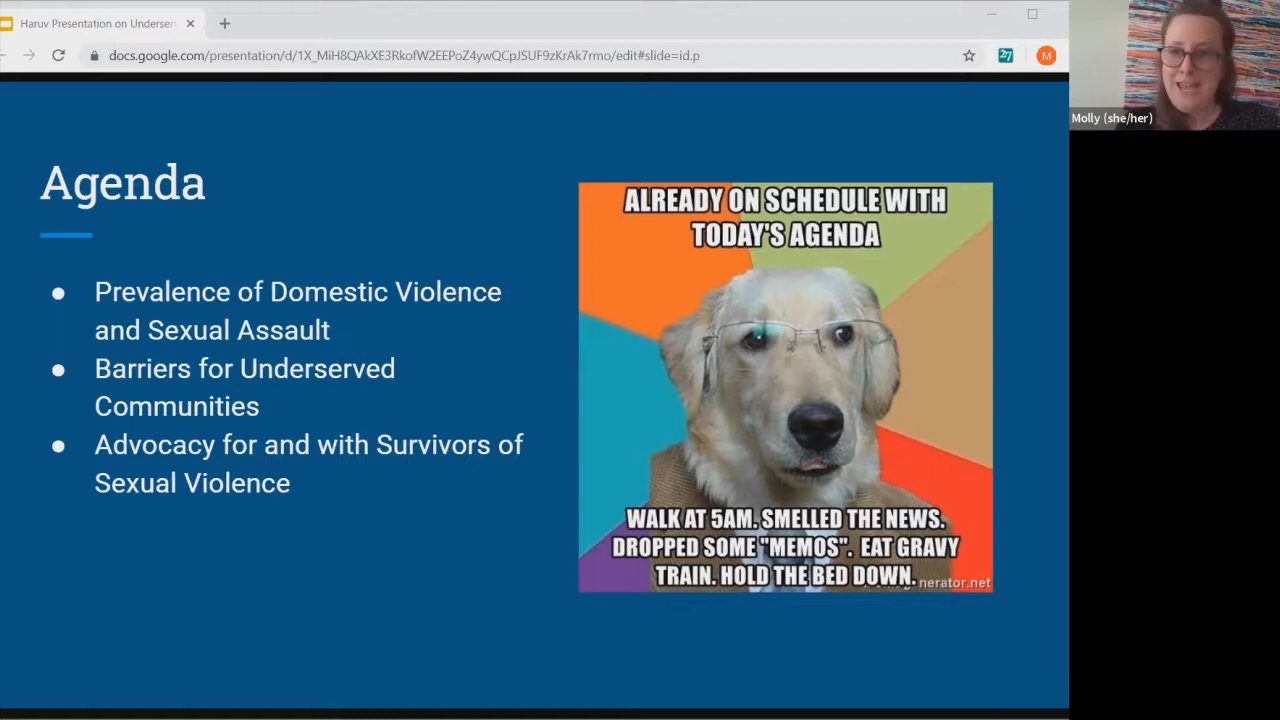 Haruv Presentation on Underser
docs.google.com/presentation/d/1X_MiH8QAkXE3RkofW2EEPoZ4ywQCpJSUF9zKrAk7rmo/edit#slide=id.p
27
M
Molly (she/her)
Agenda
● Prevalence of Domestic Violence
and Sexual Assault
● Barriers for Underserved
Communities
● Advocacy for and with Survivors of
Sexual Violence
ALREADY ON SCHEDULE WITH
TODAY'S AGENDA
WALK AT 5AM. SMELLED THE NEWS.
DROPPED SOME "MEMOS". EAT GRAVY
TRAIN. HOLD THE BED DOWN.
nerator.net